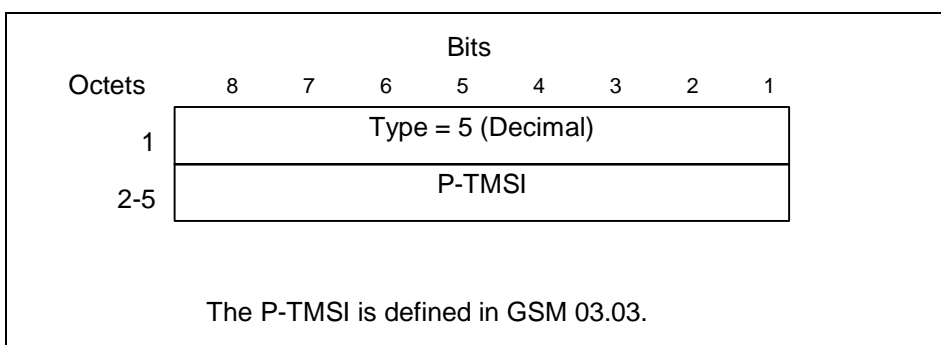 Bits
Octets 8 7 6 5 4 3 2 1
1 Type = 5 (Decimal)
2-5 P-TMSI
The P-TMSI is defined in GSM 03.03.